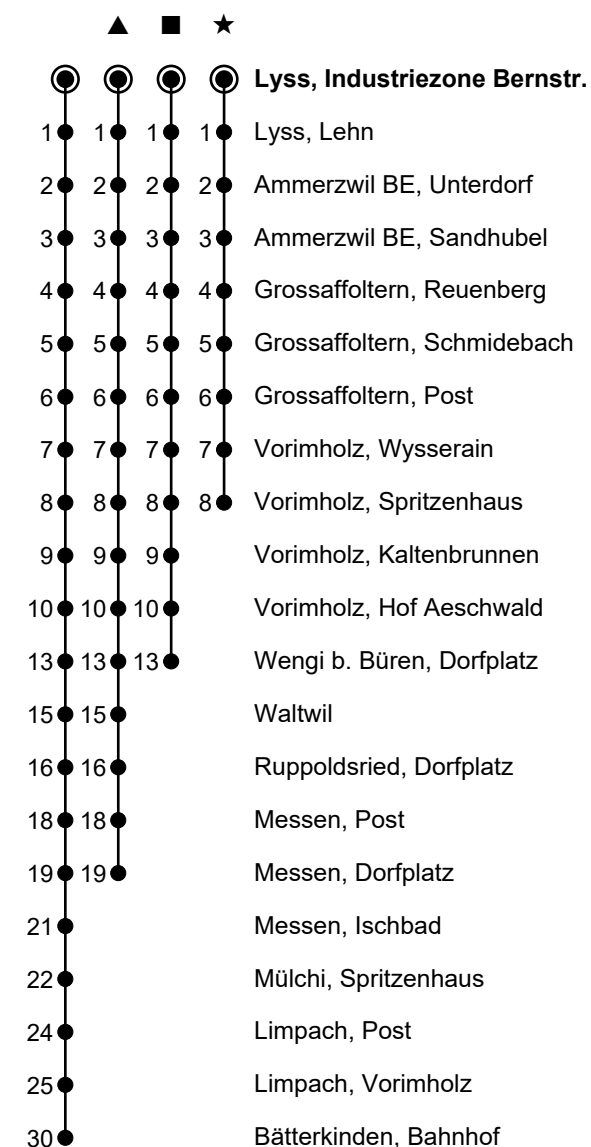 ▲ ■ ★
Lyss, Industriezone Bernstr.
1 1 1 1 Lyss, Lehn
2 2 2 2 Ammerzwil BE, Unterdorf
3 3 3 3 Ammerzwil BE, Sandhubel
4 4 4 4 Grossaffoltern, Reuenberg
5 5 5 5 Grossaffoltern, Schmidebach
6 6 6 6 Grossaffoltern, Post
7 7 7 7 Vorimholz, Wysserain
8 8 8 8 Vorimholz, Spritzenhaus
9 9 9 Vorimholz, Kaltenbrunnen
10 10 10 Vorimholz, Hof Aeschwald
13 13 13 Wengi b. Büren, Dorfplatz
15 15 Waltwil
16 16 Ruppoldsried, Dorfplatz
18 18 Messen, Post
19 19 Messen, Dorfplatz
21 Messen, Ischbad
22 Mülchi, Spritzenhaus
24 Limpach, Post
25 Limpach, Vorimholz
30 Bätterkinden, Bahnhof